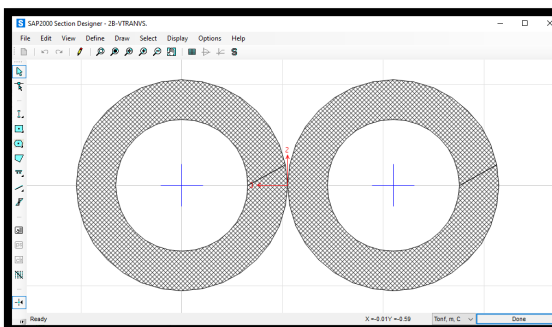 SAP2000 Section Designer - 2B-VTRANVS.
File Edit View Define Draw Select Display Options Help
2
Ready X =-0.01Y =-0.59 Tonf, m, C Done